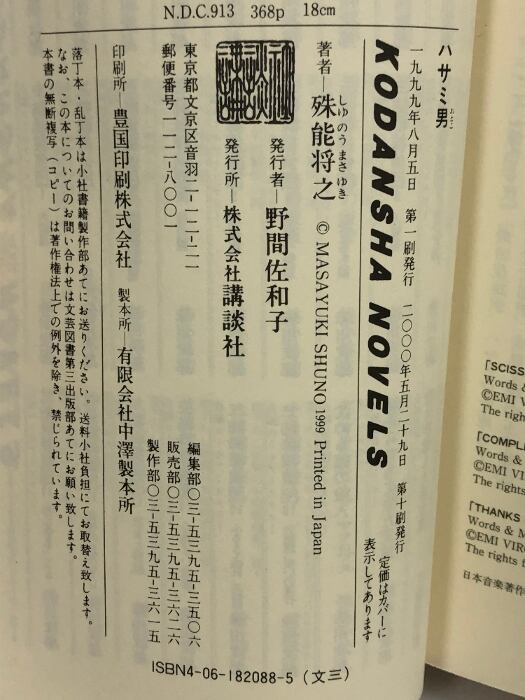 N.D.C.913 368p 18cm
ハサミ男
一九九九年八月五日 第一刷発行 二〇〇〇年五月二十九日 第十刷発行
KODANSHA NOVELS
定価はカバーに
表示してあります
著者—殊能将之
しゅ のう まさ ゆき
© MASAYUKI SHUNO 1999 Printed in Japan
発行者—野間佐和子
発行所—株式会社講談社
東京都文京区音羽二-一二-二一
郵便番号一一二-八〇〇一
編集部〇三-五三九五-三五〇六
販売部〇三-五三九五-三六二六
製作部〇三-五三九五-三六一五
印刷所—豊国印刷株式会社 製本所 有限会社中澤製本所
落丁本・乱丁本は小社書籍製作部あてにお送りください。送料小社負担にてお取替え致します。
なお、この本についてのお問い合わせは文芸図書第三出版部あてにお願い致します。
本書の無断複写（コピー）は著作権法上での例外を除き、禁じられています。
ISBN4-06-182088-5 (文三)
「SCISS
Words &
©EMI VI
The righ
「COMPLE
Words &
©EMI V
The rights
「THANKS
Words & M
©EMI VIRG
The rights f
日本音楽著作